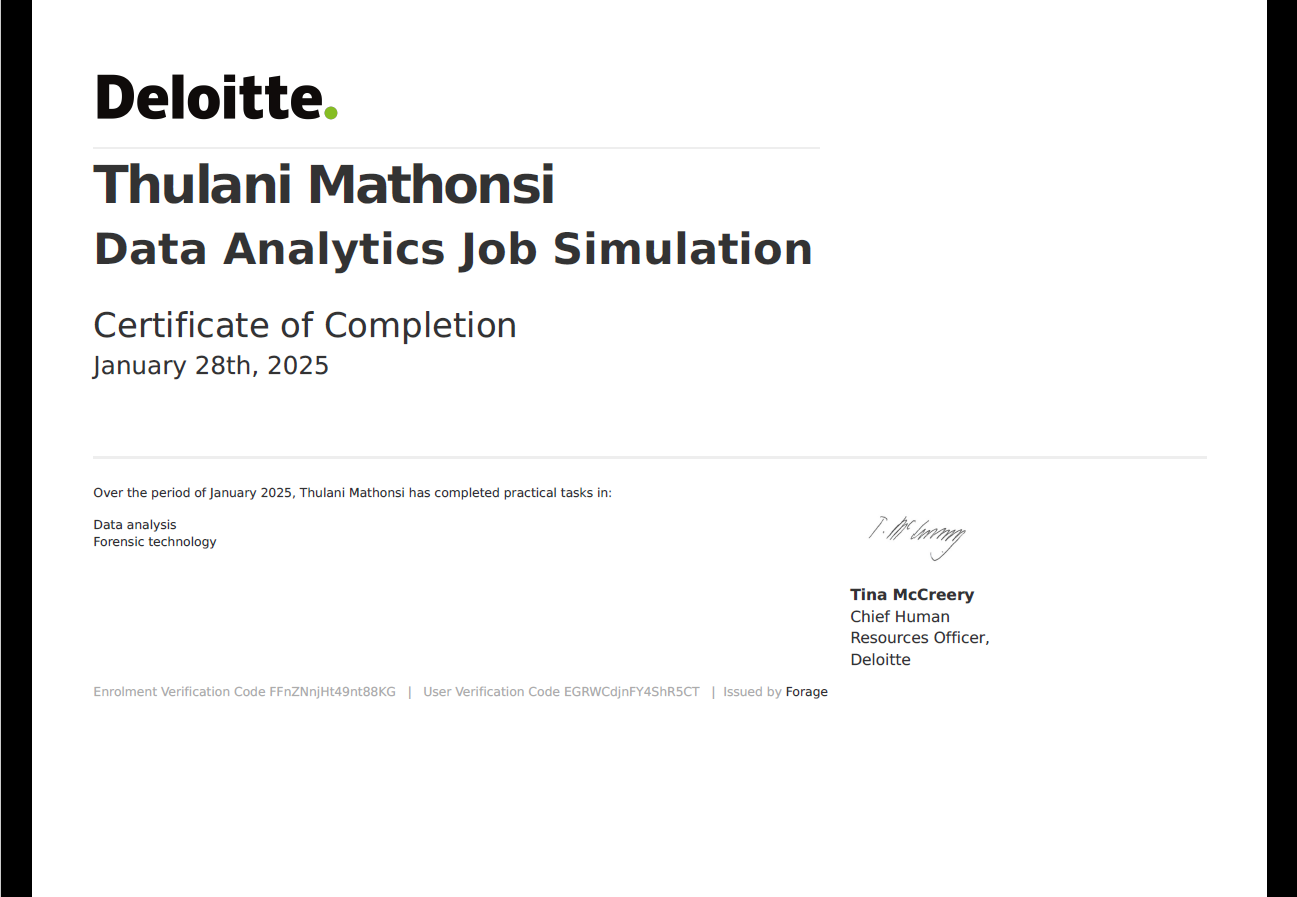 Deloitte.
Thulani Mathonsi
Data Analytics Job Simulation
Certificate of Completion
January 28th, 2025
Over the period of January 2025, Thulani Mathonsi has completed practical tasks in:
Data analysis
Forensic technology
T. McCreery
Tina McCreery
Chief Human
Resources Officer,
Deloitte
Enrolment Verification Code FFnZNnjHt49nt88KG | User Verification Code EGRWCdjnFY4ShR5CT | Issued by Forage